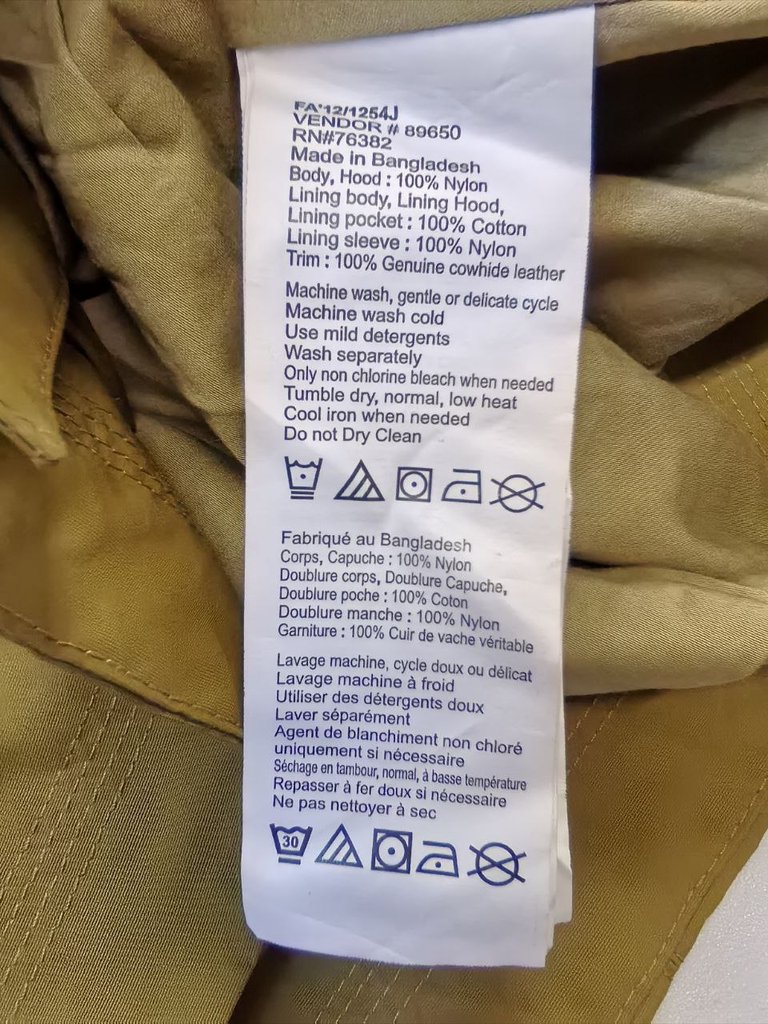 FA'12/1254J
VENDOR # 89650
RN#76382
Made in Bangladesh
Body, Hood : 100% Nylon
Lining body, Lining Hood,
Lining pocket : 100% Cotton
Lining sleeve : 100% Nylon
Trim : 100% Genuine cowhide leather
Machine wash, gentle or delicate cycle
Machine wash cold
Use mild detergents
Wash separately
Only non chlorine bleach when needed
Tumble dry, normal, low heat
Cool iron when needed
Do not Dry Clean
Fabriqué au Bangladesh
Corps, Capuche : 100% Nylon
Doublure corps, Doublure Capuche,
Doublure poche : 100% Coton
Doublure manche : 100% Nylon
Garniture : 100% Cuir de vache véritable
Lavage machine, cycle doux ou délicat
Lavage machine à froid
Utiliser des détergents doux
Laver séparément
Agent de blanchiment non chloré
uniquement si nécessaire
Séchage en tambour, normal, à basse température
Repasser à fer doux si nécessaire
Ne pas nettoyer à sec
30